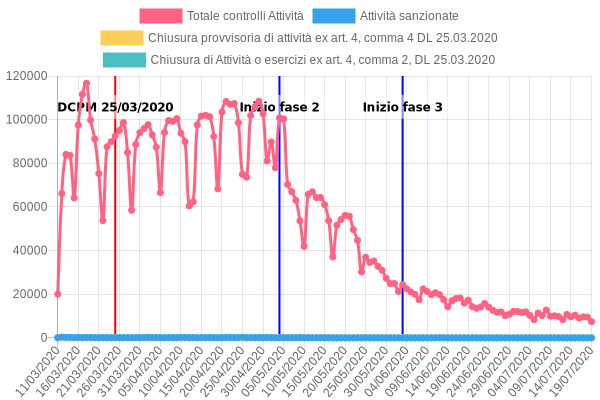 Totale controlli Attività Attività sanzionate
Chiusura provvisoria di attività ex art. 4, comma 4 DL 25.03.2020
Chiusura di Attività o esercizi ex art. 4, comma 2, DL 25.03.2020
120000
DCPM 25/03/2020 Inizio fase 2 Inizio fase 3
100000
80000
60000
40000
20000
0
11/03/2020 16/03/2020 21/03/2020 26/03/2020 31/03/2020 05/04/2020 10/04/2020 15/04/2020 20/04/2020 25/04/2020 30/04/2020 05/05/2020 10/05/2020 15/05/2020 20/05/2020 25/05/2020 30/05/2020 04/06/2020 09/06/2020 14/06/2020 19/06/2020 24/06/2020 29/06/2020 04/07/2020 09/07/2020 14/07/2020 19/07/2020